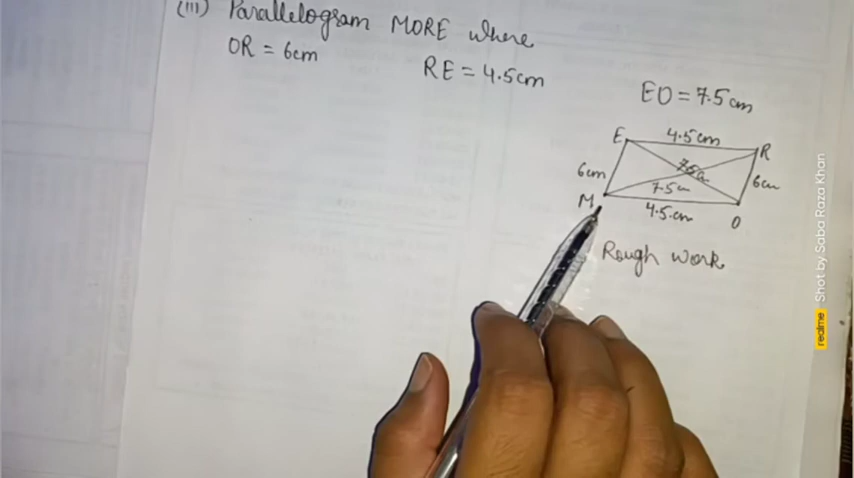 (III) Parallelogram MORE where
OR = 6cm
RE = 4.5cm
EO = 7.5cm
E
4.5cm
R
6cm
7.5cm
7.5cm
6cm
M
4.5cm
O
Rough work
realme Shot by Saba Raza Khan